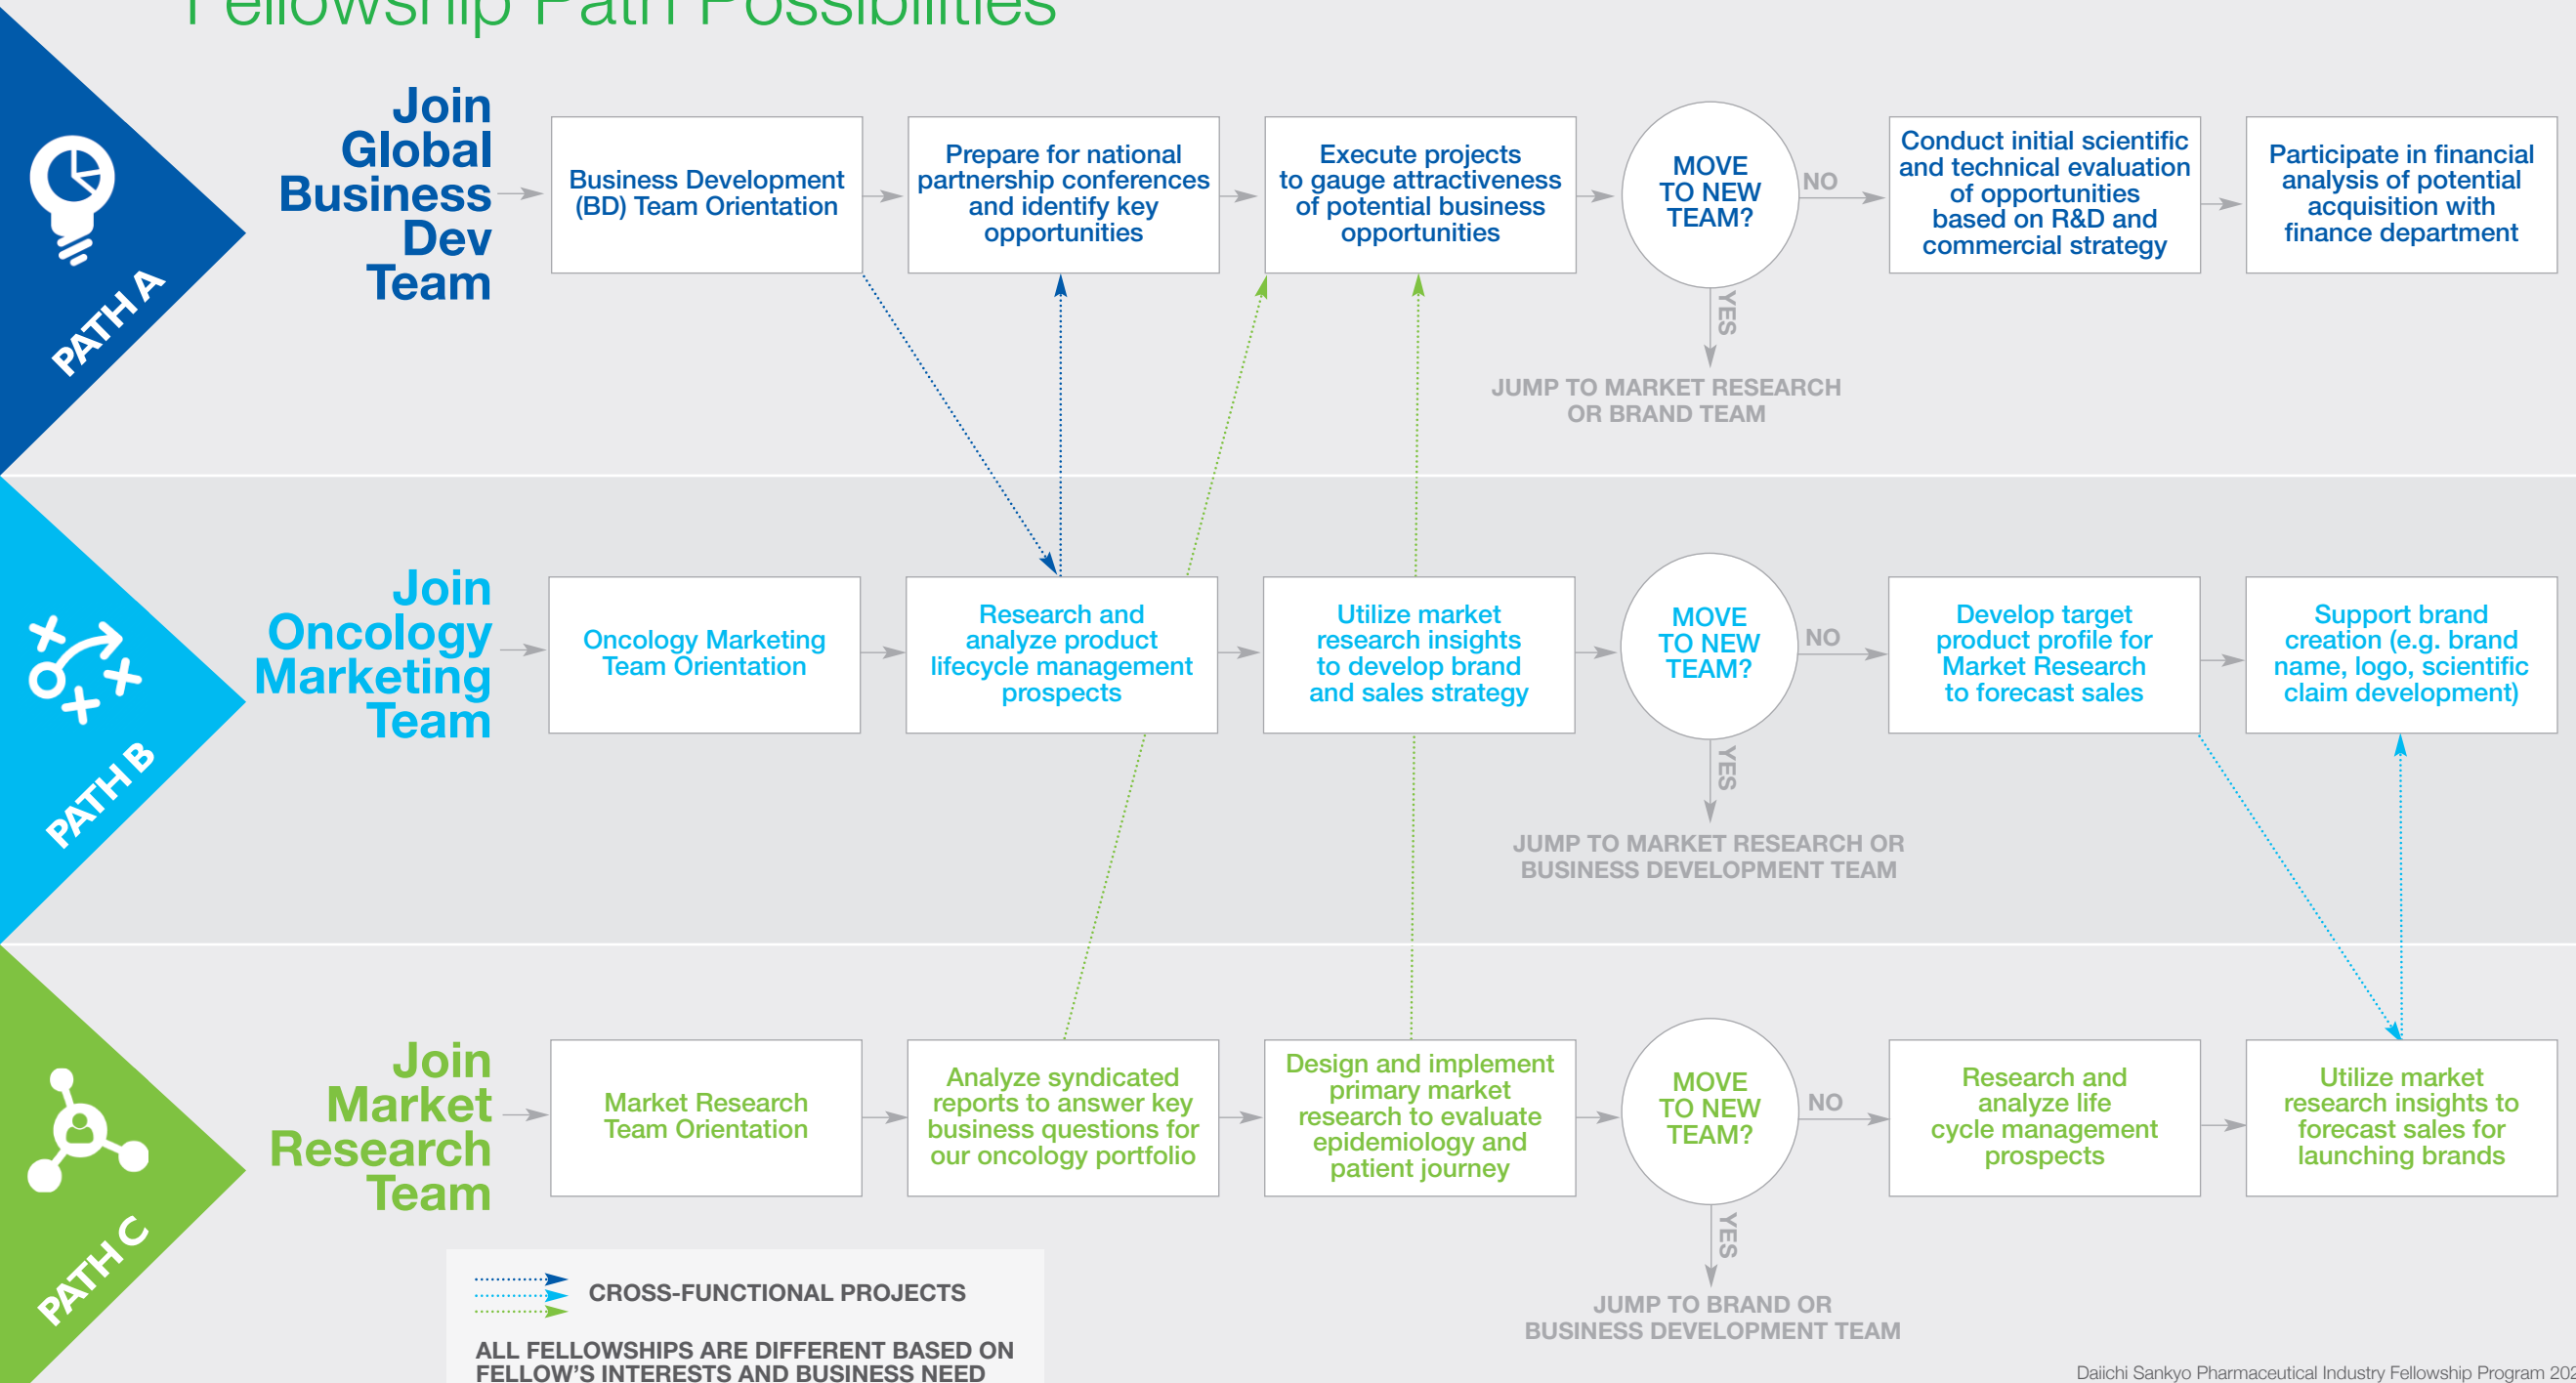 Fellowship Path Possibilities
PATH A
Join
Global
Business
Dev
Team
Business Development
(BD) Team Orientation
Prepare for national
partnership conferences
and identify key
opportunities
Execute projects
to gauge attractiveness
of potential business
opportunities
MOVE
TO NEW
TEAM?
NO
YES
JUMP TO MARKET RESEARCH
OR BRAND TEAM
Conduct initial scientific
and technical evaluation
of opportunities
based on R&D and
commercial strategy
Participate in financial
analysis of potential
acquisition with
finance department
PATH B
Join
Oncology
Marketing
Team
Oncology Marketing
Team Orientation
Research and
analyze product
lifecycle management
prospects
Utilize market
research insights
to develop brand
and sales strategy
MOVE
TO NEW
TEAM?
NO
YES
JUMP TO MARKET RESEARCH OR
BUSINESS DEVELOPMENT TEAM
Develop target
product profile for
Market Research
to forecast sales
Support brand
creation (e.g. brand
name, logo, scientific
claim development)
PATH C
Join
Market
Research
Team
Market Research
Team Orientation
Analyze syndicated
reports to answer key
business questions for
our oncology portfolio
Design and implement
primary market
research to evaluate
epidemiology and
patient journey
MOVE
TO NEW
TEAM?
NO
YES
JUMP TO BRAND OR
BUSINESS DEVELOPMENT TEAM
Research and
analyze life
cycle management
prospects
Utilize market
research insights to
forecast sales for
launching brands
CROSS-FUNCTIONAL PROJECTS
ALL FELLOWSHIPS ARE DIFFERENT BASED ON
FELLOW'S INTERESTS AND BUSINESS NEED
Daiichi Sankyo Pharmaceutical Industry Fellowship Program